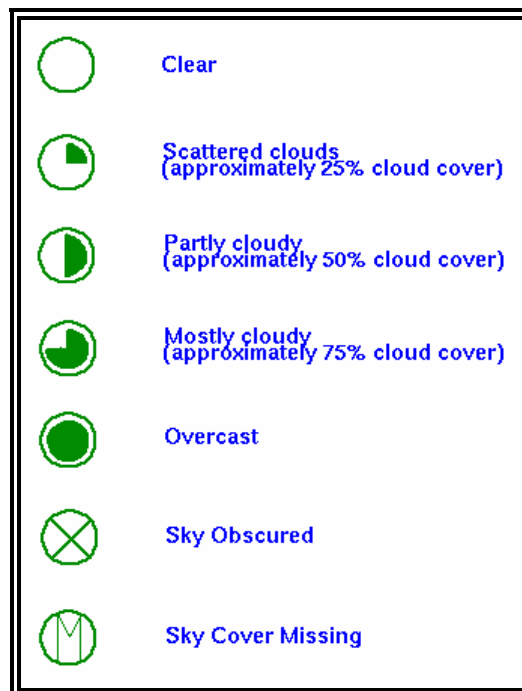 Clear
Scattered clouds
(approximately 25% cloud cover)
Partly cloudy
(approximately 50% cloud cover)
Mostly cloudy
(approximately 75% cloud cover)
Overcast
Sky Obscured
M
Sky Cover Missing